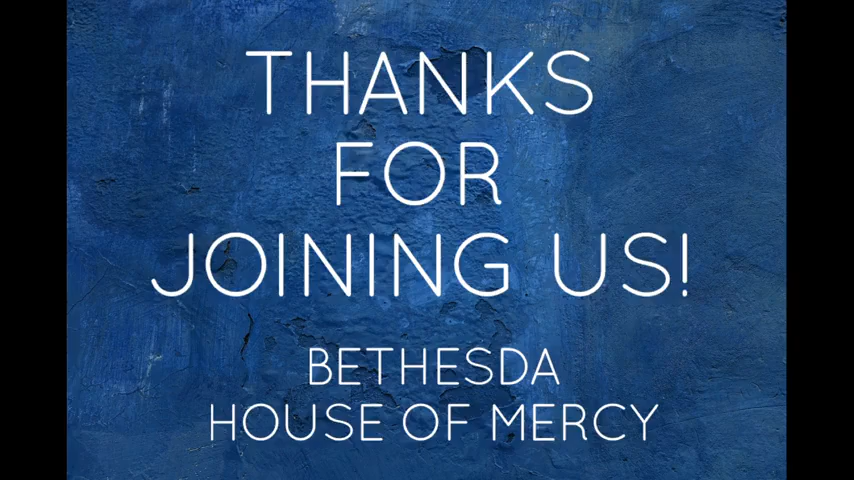 THANKS
FOR
JOINING US!
BETHESDA
HOUSE OF MERCY